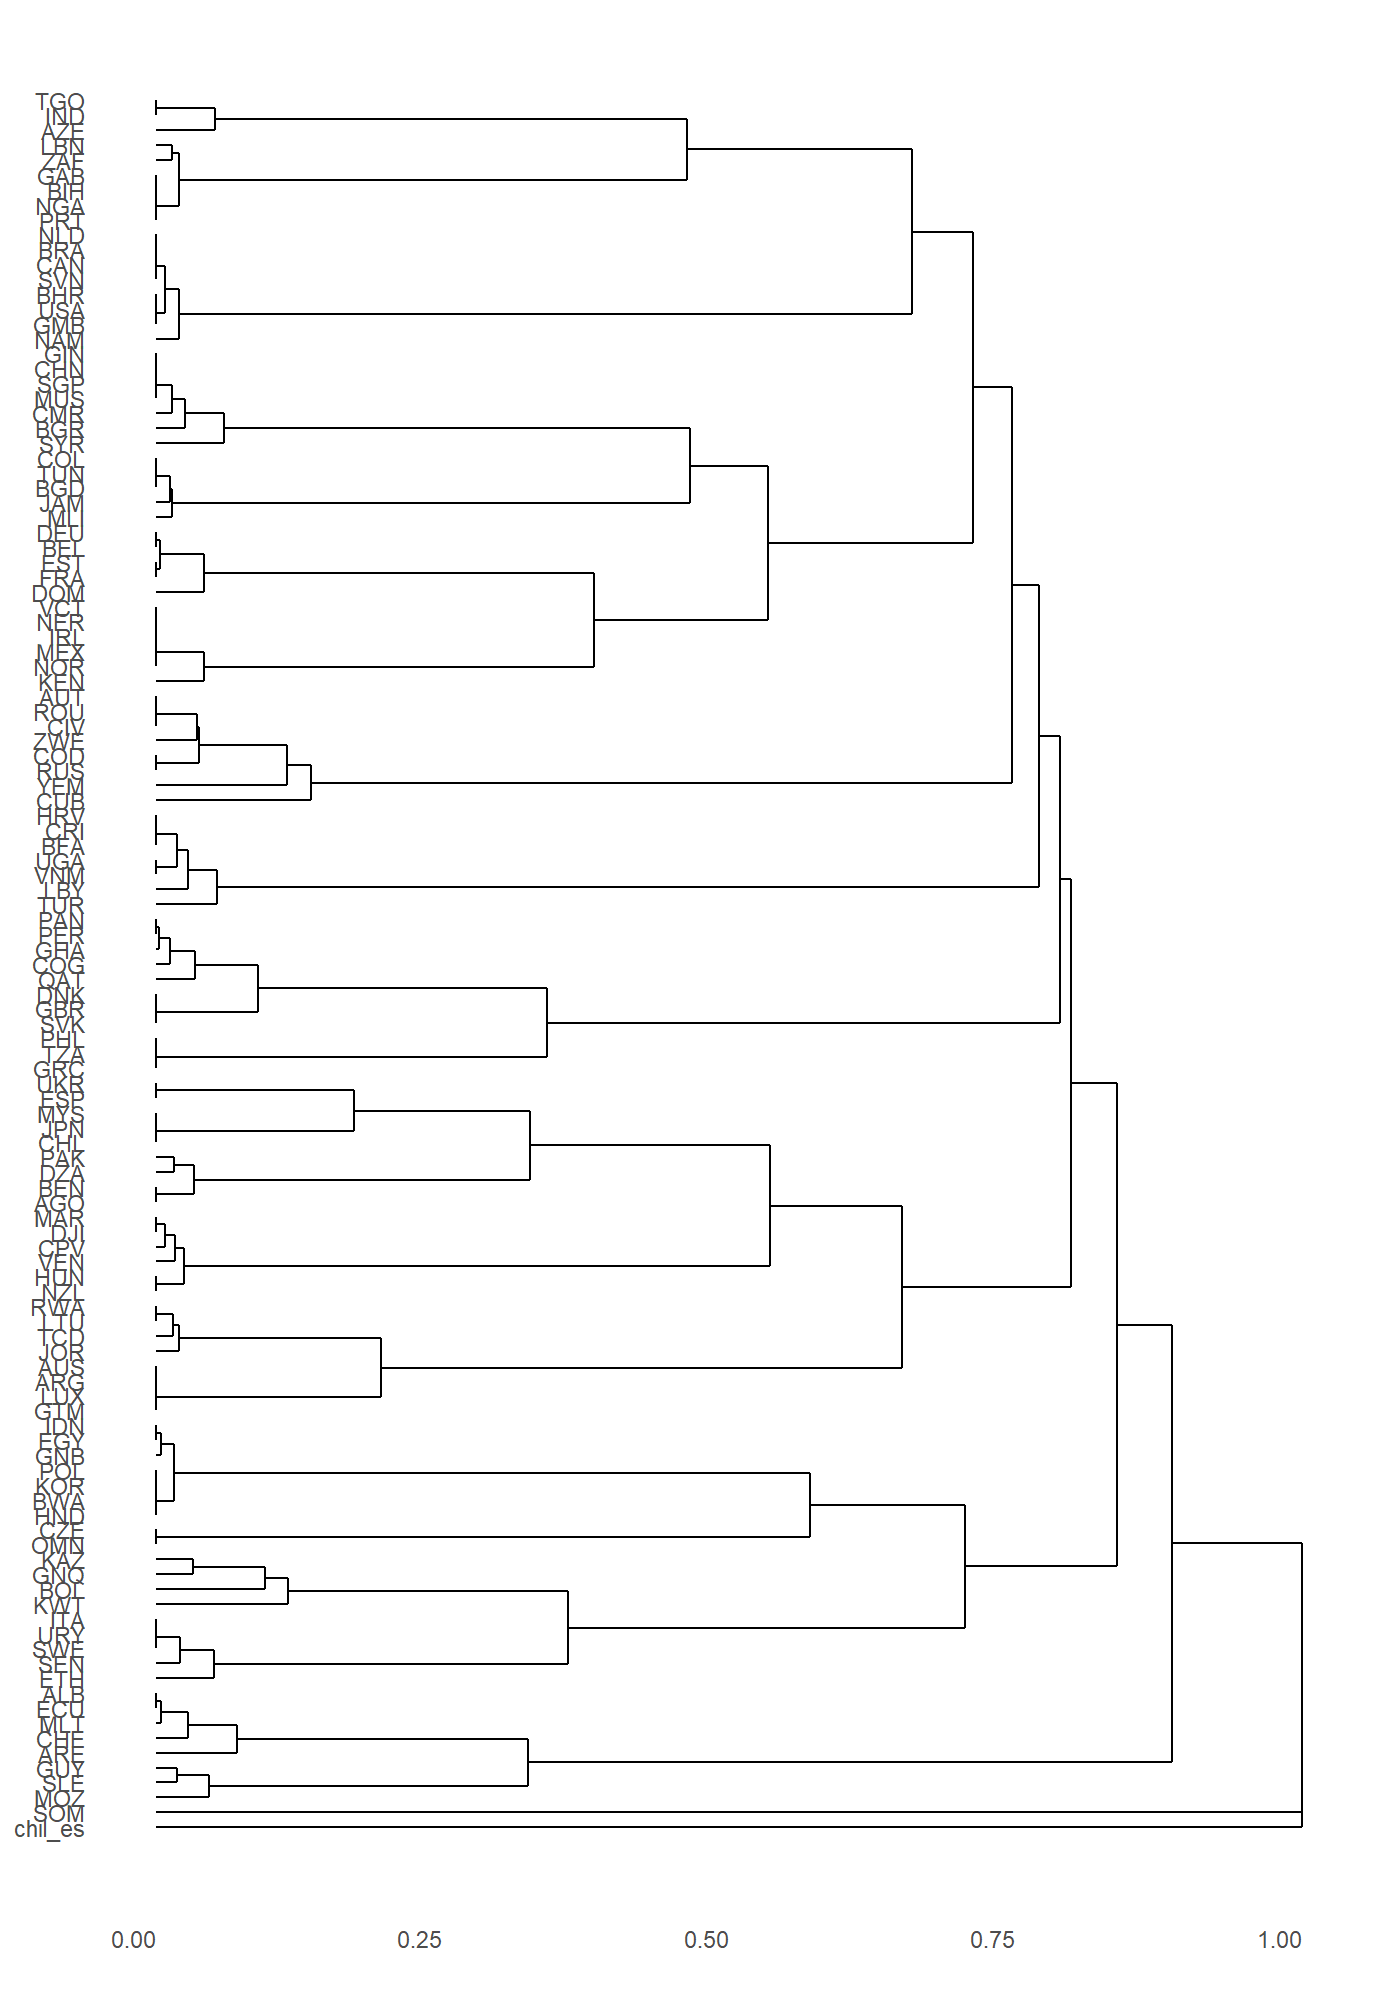 TGO
IND
AZE
LBN
ZAF
GAB
BIH
NGA
PRT
NLD
BRA
CAN
SVN
BHR
USA
GMB
NAM
GIN
CHN
SGP
MUS
CMR
BGR
SYR
COL
TUN
BGD
JAM
MLI
DEU
BEL
EST
FRA
DOM
VCT
NER
IRL
MEX
NOR
KEN
AUT
ROU
CIV
ZWE
COD
RUS
YEM
CUB
HRV
CRI
BFA
UGA
VNM
LBY
TUR
PAN
PER
GHA
COG
QAT
DNK
GBR
SVK
PHL
TZA
GRC
UKR
ESP
MYS
JPN
CHL
PAK
DZA
BEN
AGO
MAR
DJI
CPV
VEN
HUN
NZL
RWA
LTU
TCD
JOR
AUS
ARG
LUX
GTM
IDN
EGY
GNB
POL
KOR
BWA
HND
CZE
OMN
KAZ
GNQ
BOL
KWT
ITA
URY
SWE
SEN
ETH
ALB
ECU
MLT
CHE
ARE
GUY
SLE
MOZ
SOM
chil_es
0.00 0.25 0.50 0.75 1.00